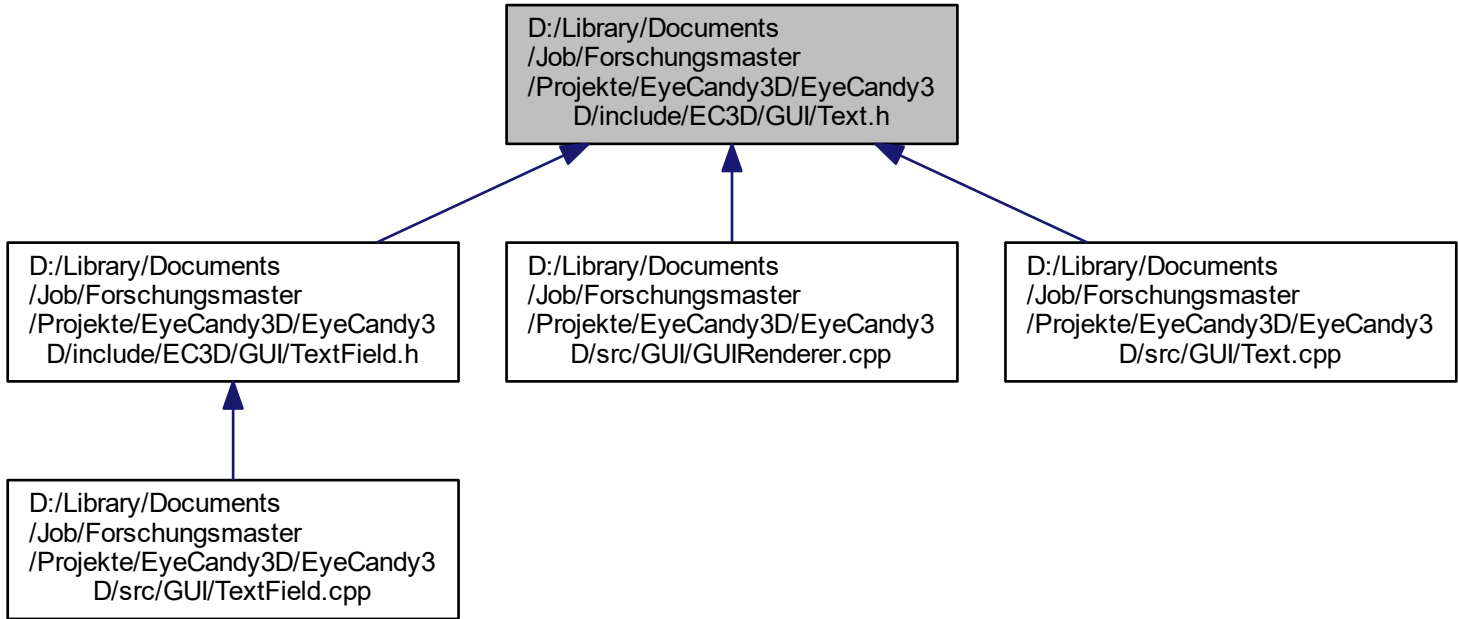 D:/Library/Documents
/Job/Forschungsmaster
/Projekte/EyeCandy3D/EyeCandy3
D/include/EC3D/GUI/Text.h
D:/Library/Documents
/Job/Forschungsmaster
/Projekte/EyeCandy3D/EyeCandy3
D/include/EC3D/GUI/TextField.h
D:/Library/Documents
/Job/Forschungsmaster
/Projekte/EyeCandy3D/EyeCandy3
D/src/GUI/GUIRenderer.cpp
D:/Library/Documents
/Job/Forschungsmaster
/Projekte/EyeCandy3D/EyeCandy3
D/src/GUI/Text.cpp
D:/Library/Documents
/Job/Forschungsmaster
/Projekte/EyeCandy3D/EyeCandy3
D/src/GUI/TextField.cpp